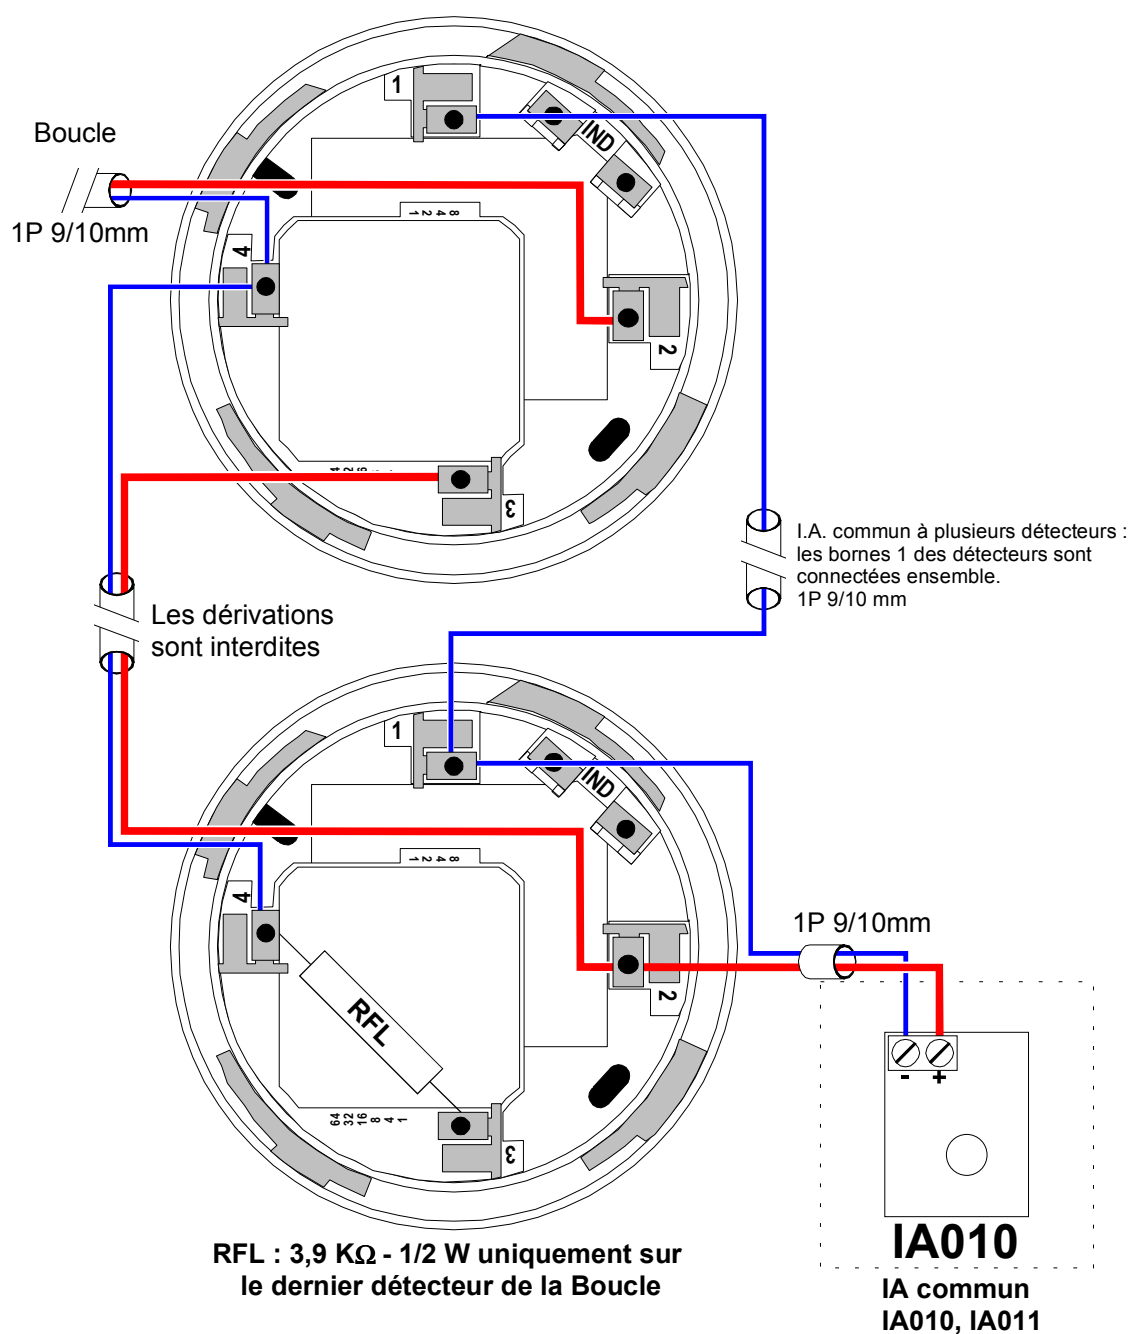 1
IND
Boucle
1P 9/10mm
4
1 2 4 8
2
3
I.A. commun à plusieurs détecteurs :
les bornes 1 des détecteurs sont
connectées ensemble.
1P 9/10 mm
Les dérivations
sont interdites
1
IND
1 2 4 8
4
1P 9/10mm
2
RFL
64
32
16
8
4
1
3
- +
IA010
RFL : 3,9 KΩ - 1/2 W uniquement sur
le dernier détecteur de la Boucle
IA commun
IA010, IA011